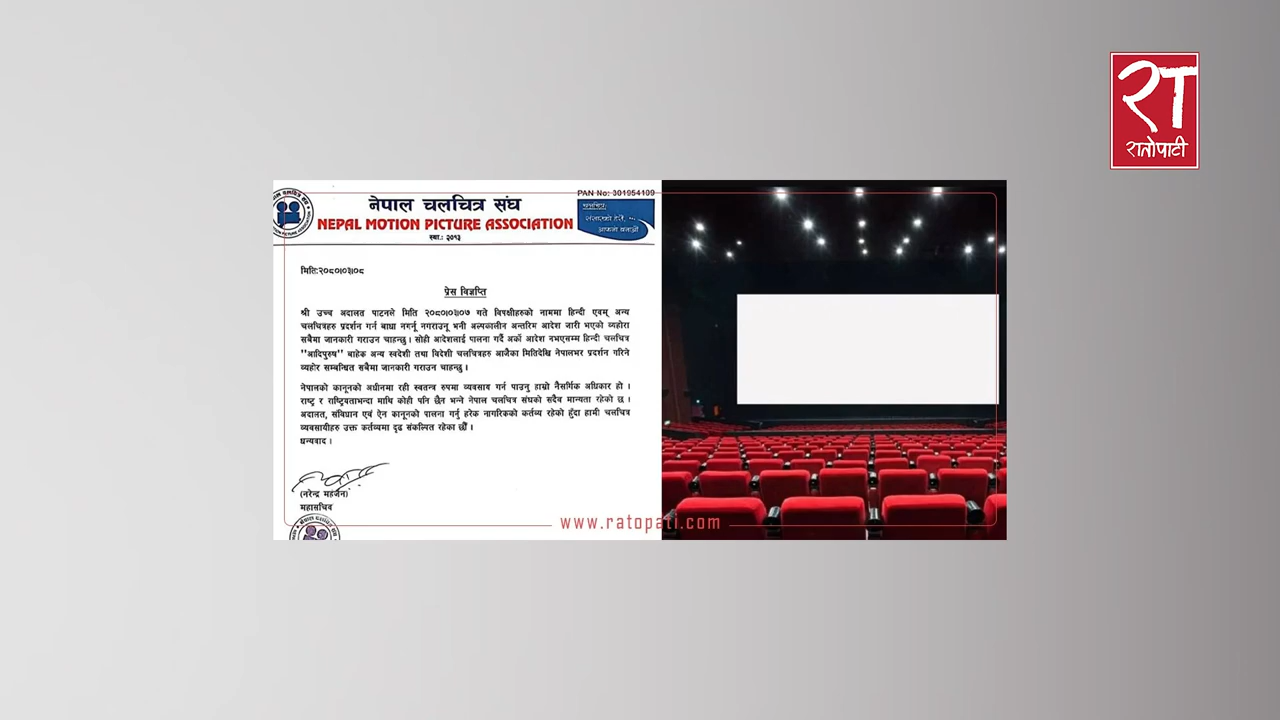 रा
रातोपाटी
PAN No: 301954109
नेपाल चलचित्र संघ
NEPAL MOTION PICTURE ASSOCIATION
स्था.: २०१३
चलचित्र:
संसारको हेरौं, ...
आफ्नो बनाऔं
मिति:२०८०।०३।०८
प्रेस विज्ञप्ति
श्री उच्च अदालत पाटनले मिति २०८०।०३।०७ गते विपक्षीहरुको नाममा हिन्दी एवम् अन्य
चलचित्रहरु प्रदर्शन गर्न बाधा नगर्नू नगराउनू भनी अल्पकालीन अन्तरिम आदेश जारी भएको व्यहोरा
सबैमा जानकारी गराउन चाहन्छु । सोही आदेशलाई पालना गर्दै अर्को आदेश नभएसम्म हिन्दी चलचित्र
"आदिपुरुष" बाहेक अन्य स्वदेशी तथा विदेशी चलचित्रहरु आजैका मितिदेखि नेपालभर प्रदर्शन गरिने
व्यहोर सम्बन्धित सबैमा जानकारी गराउन चाहन्छु ।
नेपालको कानूनको अधीनमा रही स्वतन्त्र रुपमा व्यवसाय गर्न पाउनु हाम्रो नैसर्गिक अधिकार हो ।
राष्ट्र र राष्ट्रियताभन्दा माथि कोही पनि छैन भन्ने नेपाल चलचित्र संघको सदैव मान्यता रहेको छ ।
अदालत, संविधान एवं ऐन कानूनको पालना गर्नु हरेक नागरिकको कर्तव्य रहेको हुँदा हामी चलचित्र
व्यवसायीहरु उक्त कर्तव्यमा दृढ संकल्पित रहेका छौं ।
धन्यवाद ।
(नरेन्द्र महर्जन)
महासचिव
www.ratopati.com